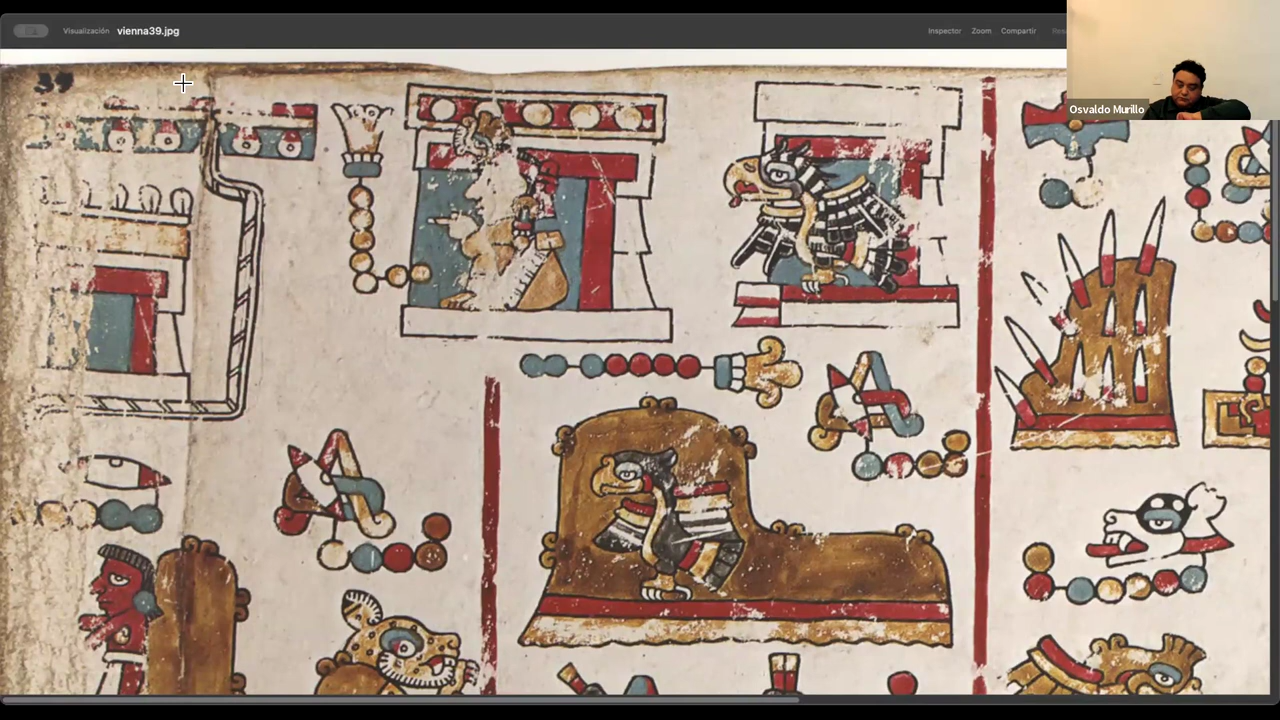 Visualización vienna39.jpg Inspector Zoom Compartir
Osvaldo Murillo
39